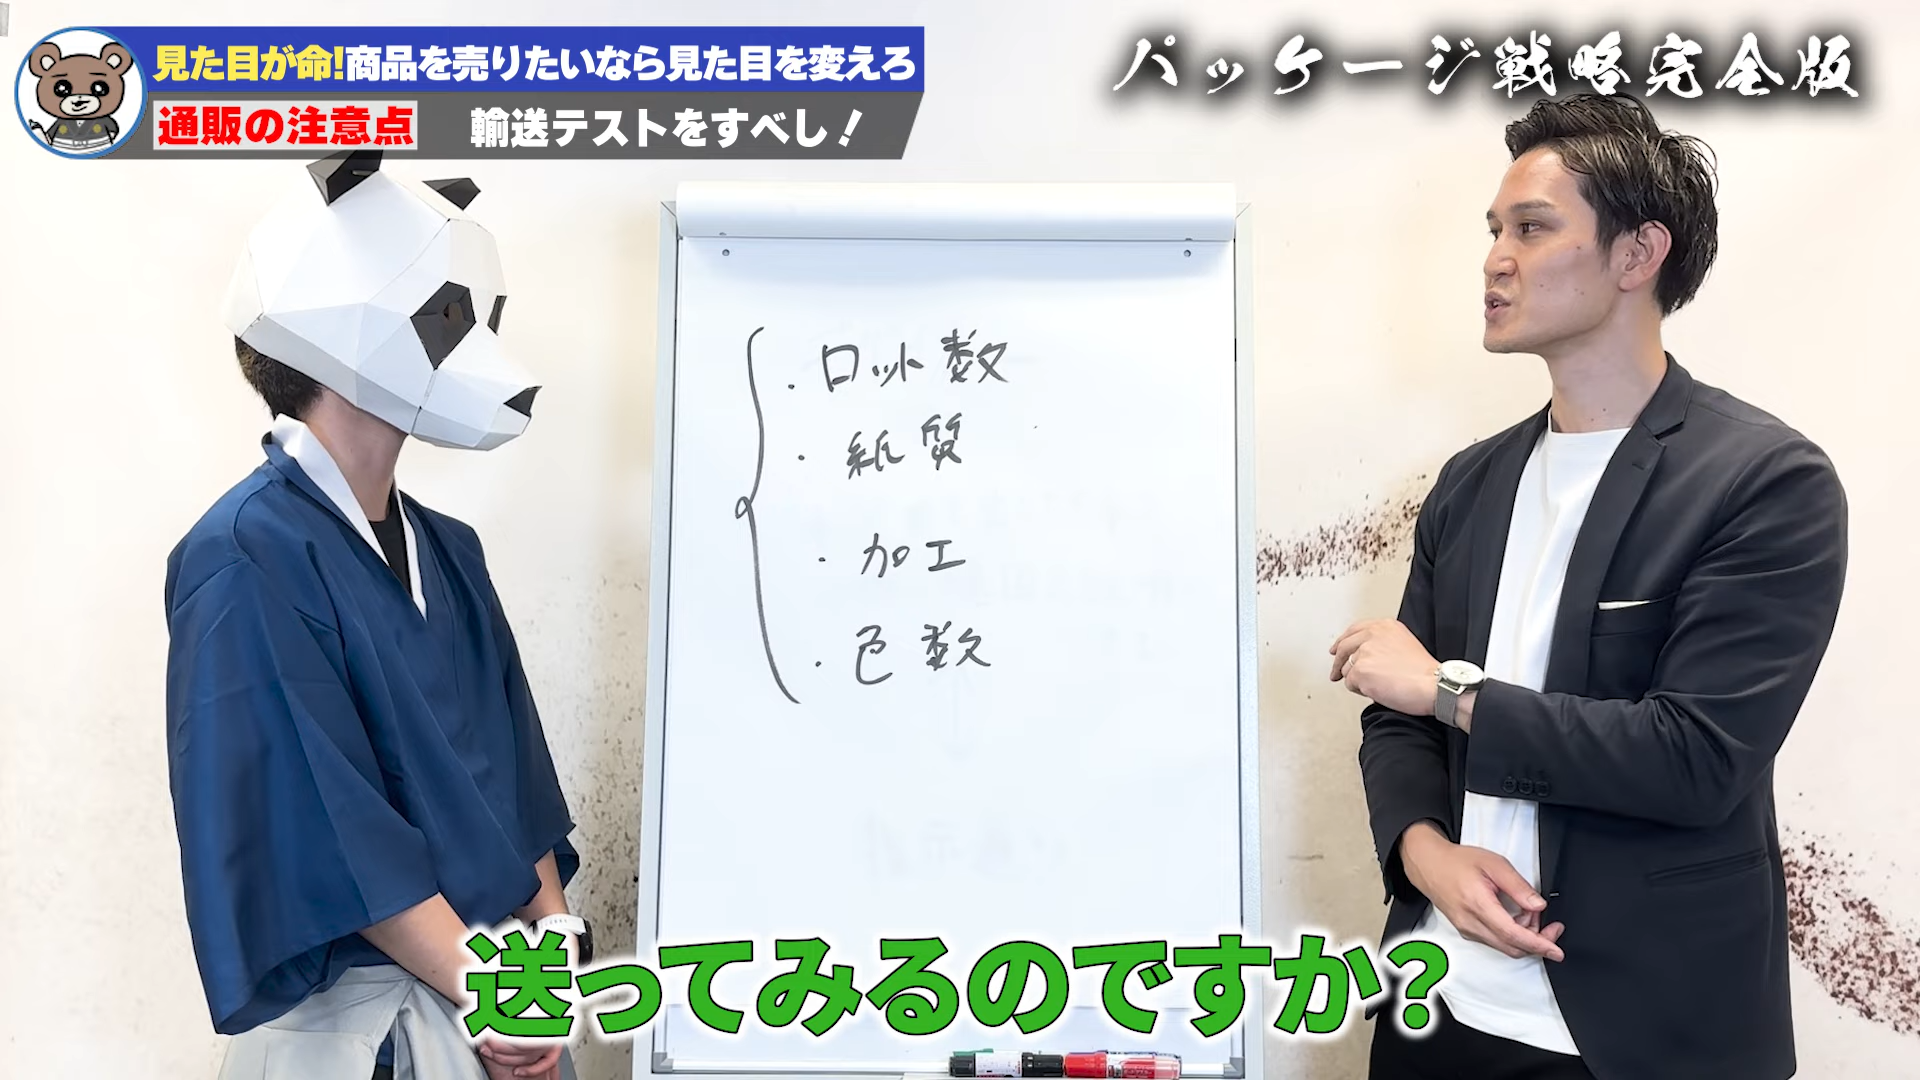 見た目が命!商品を売りたいなら見た目を変えろ
通販の注意点 輸送テストをすべし!
パッケージ戦略完全版
・ロット数
・紙質
・加工
・色数
送ってみるのですか?